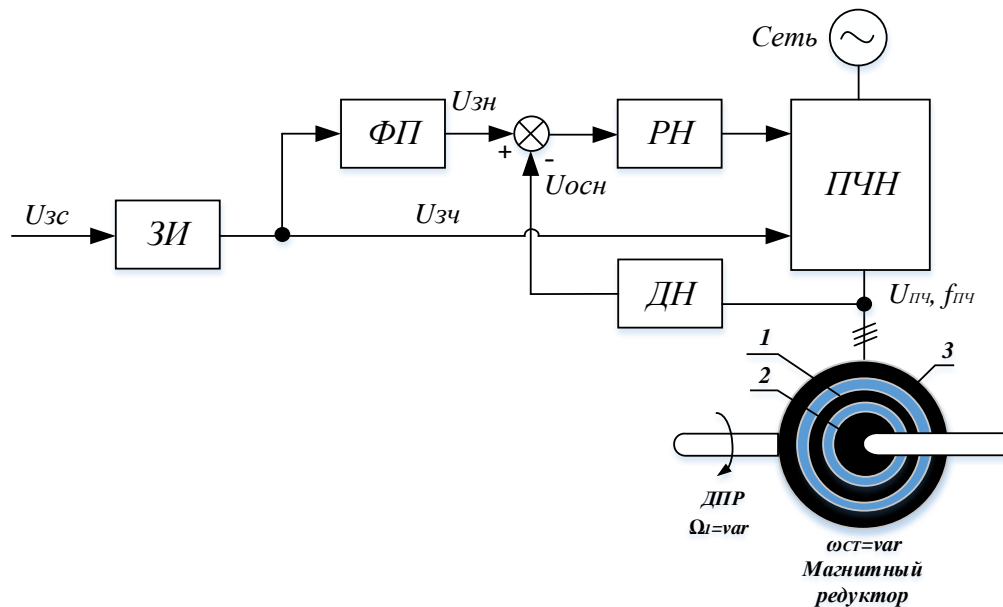 Сеть
Uзн
ФП
РН
ПЧН
+
-
Uосн
Uзс
ЗИ
Uзч
ДН
Uпч, fпч
1
2
3
ДПР
Ω1=var
ωСТ=var
Магнитный
редуктор